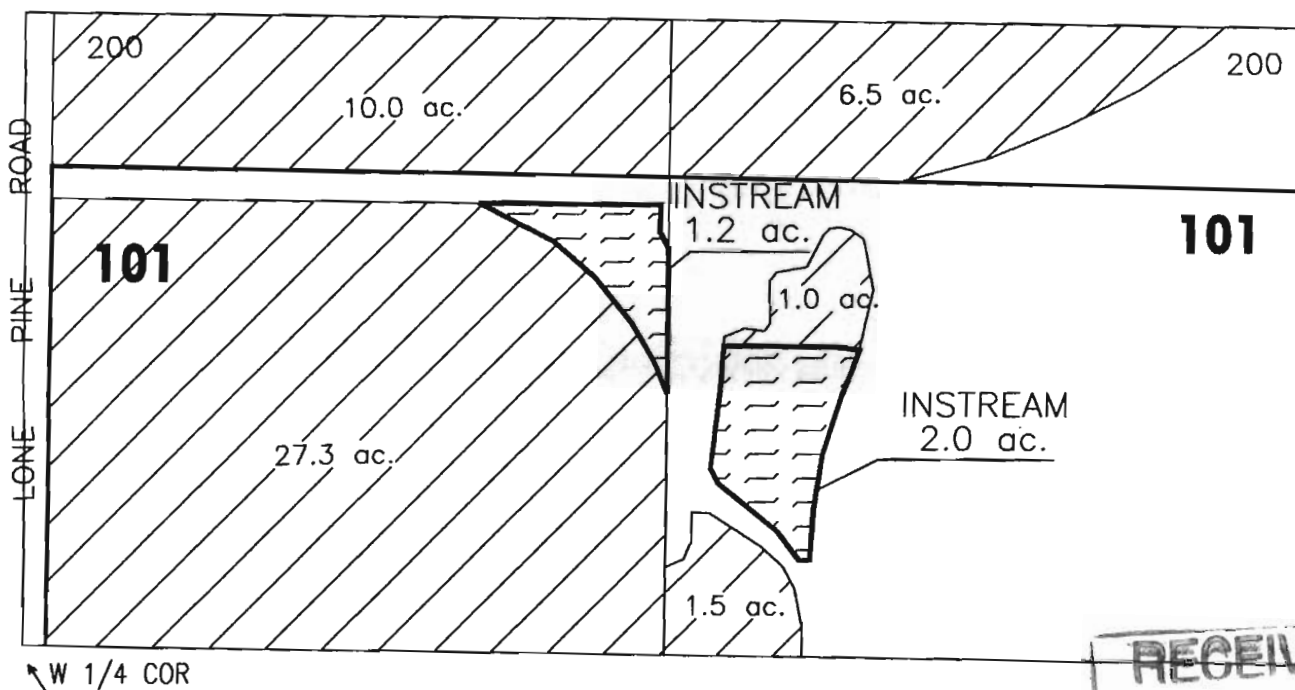 200
200
10.0 ac.
6.5 ac.
LONE PINE ROAD
INSTREAM
1.2 ac.
101
101
1.0 ac.
INSTREAM
2.0 ac.
27.3 ac.
1.5 ac.
RECEIV
W 1/4 COR